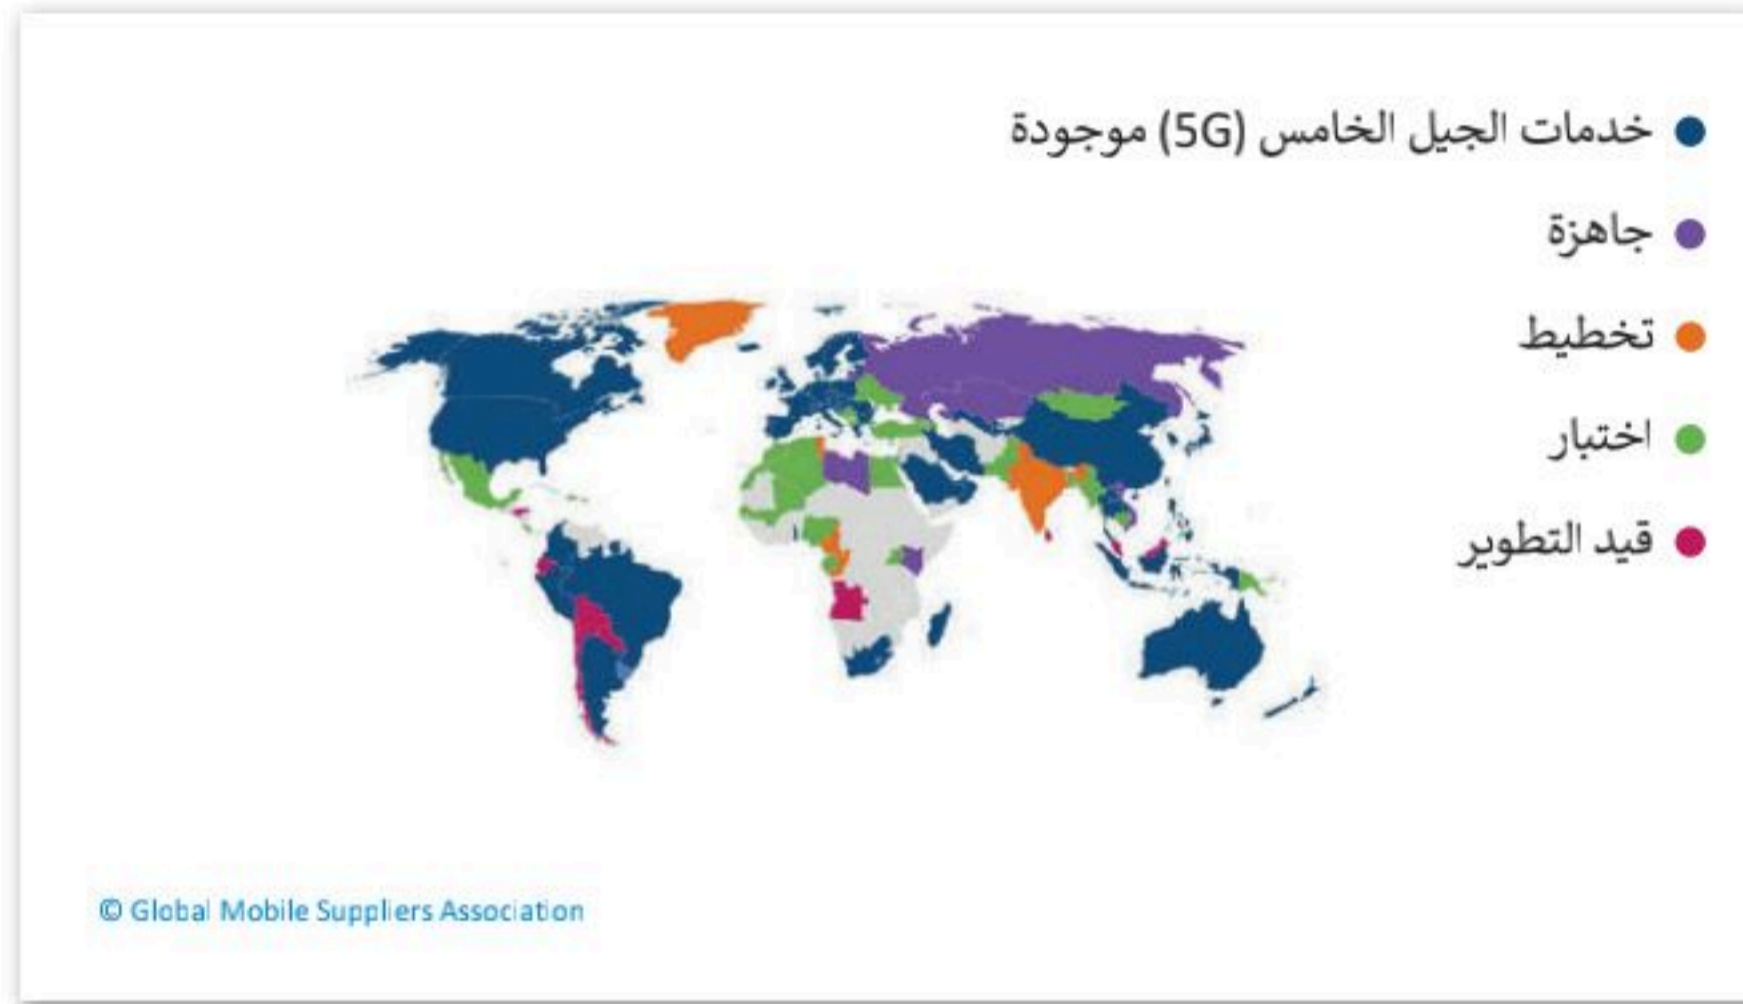 خدمات الجيل الخامس (5G) موجودة
جاهزة
تخطيط
اختبار
قيد التطوير
© Global Mobile Suppliers Association